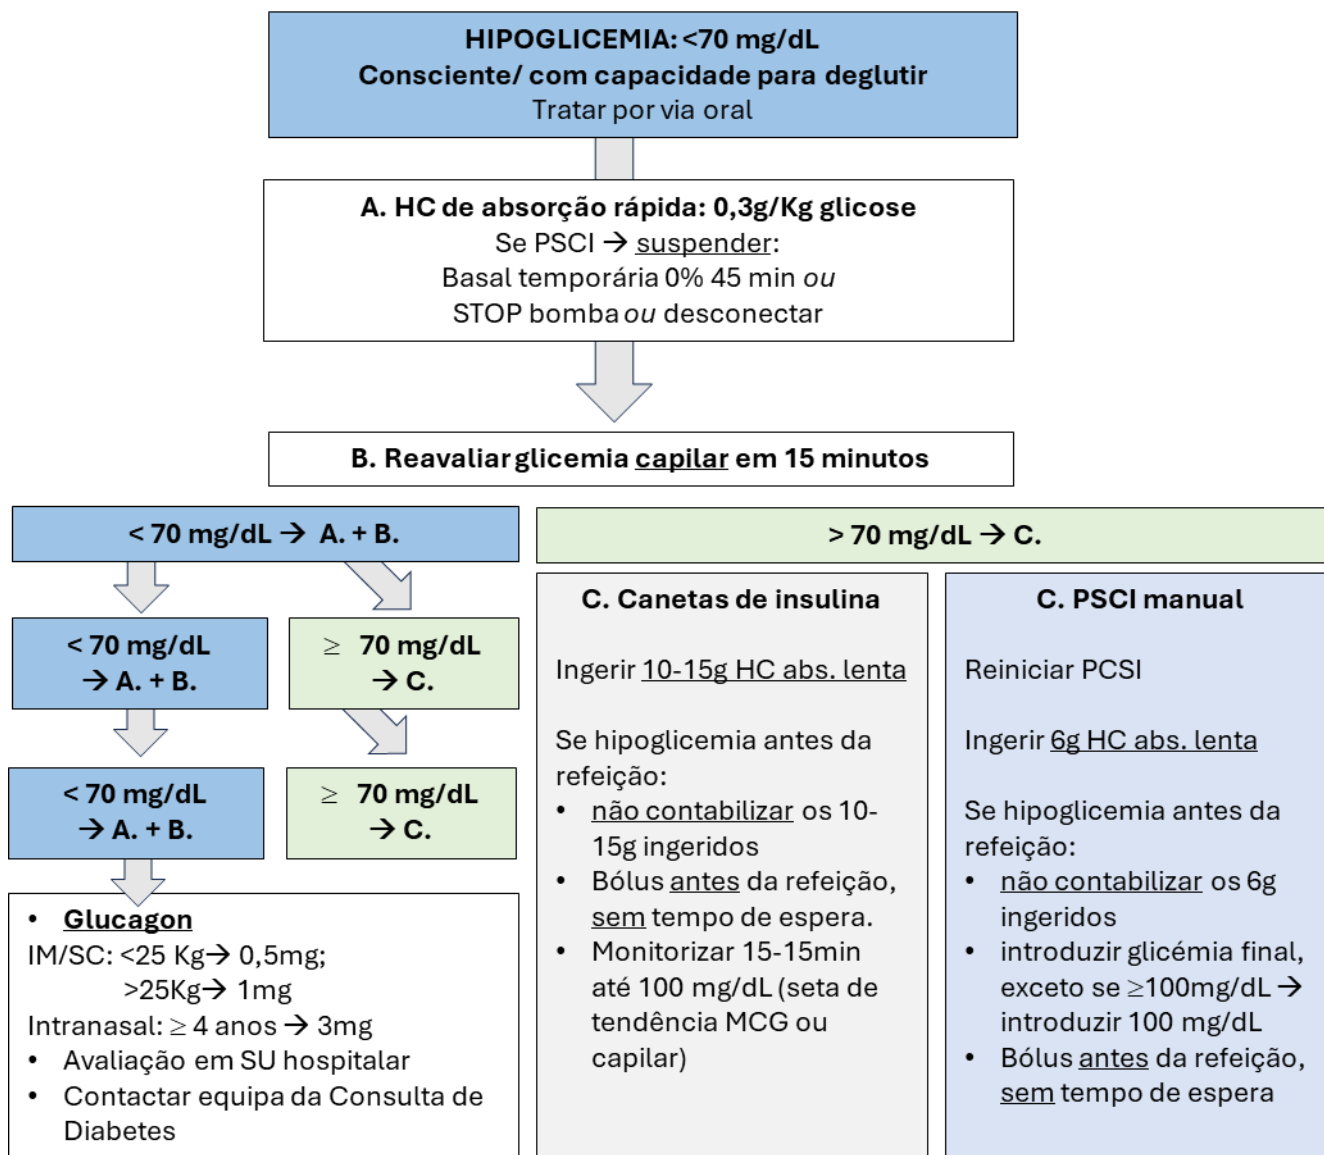 HIPOGLICEMIA: <70 mg/dL
Consciente/ com capacidade para deglutir
Tratar por via oral
A. HC de absorção rápida: 0,3g/Kg glicose
Se PSCI → suspender:
Basal temporária 0% 45 min ou
STOP bomba ou desconectar
B. Reavaliar glicemia capilar em 15 minutos
< 70 mg/dL → A. + B.
< 70 mg/dL
→ A. + B.
≥ 70 mg/dL
→ C.
< 70 mg/dL
→ A. + B.
≥ 70 mg/dL
→ C.
• Glucagon
IM/SC: <25 Kg→ 0,5mg;
>25Kg→ 1mg
Intranasal: ≥ 4 anos → 3mg
• Avaliação em SU hospitalar
• Contactar equipa da Consulta de
Diabetes
> 70 mg/dL → C.
C. Canetas de insulina
Ingerir 10-15g HC abs. lenta
Se hipoglicemia antes da
refeição:
• não contabilizar os 10-
15g ingeridos
• Bólus antes da refeição,
sem tempo de espera.
• Monitorizar 15-15min
até 100 mg/dL (seta de
tendência MCG ou
capilar)
C. PSCI manual
Reiniciar PCSI
Ingerir 6g HC abs. lenta
Se hipoglicemia antes da
refeição:
• não contabilizar os 6g
ingeridos
• introduzir glicémia final,
exceto se ≥100mg/dL →
introduzir 100 mg/dL
• Bólus antes da refeição,
sem tempo de espera